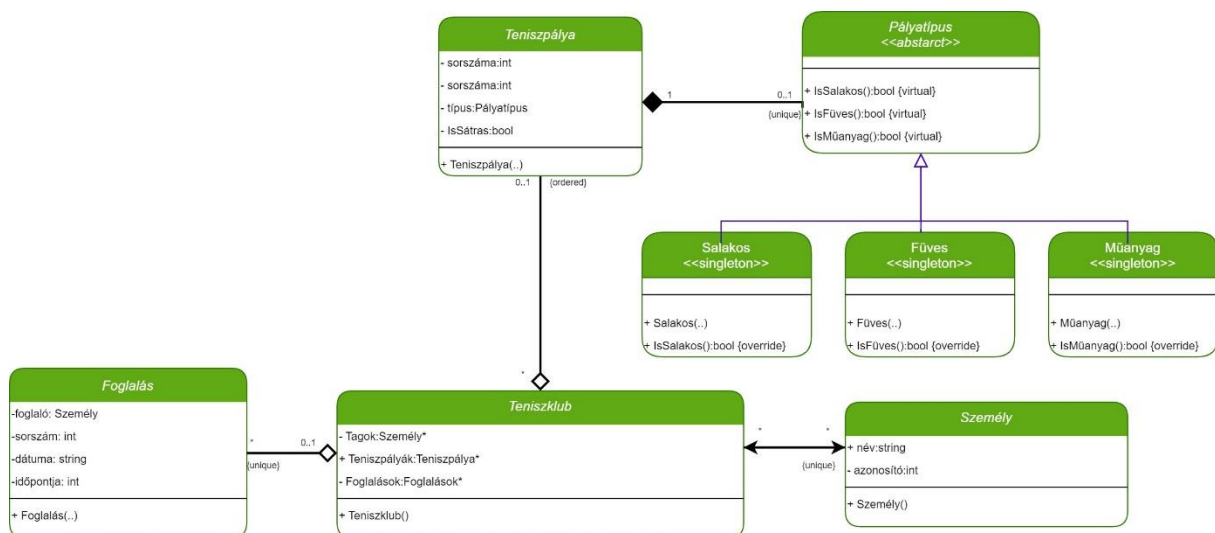 Teniszpálya
- sorszáma:int
- sorszáma:int
- típus:Pályatípus
- IsSátras:bool
+ Teniszpálya(..)
1
0..1
{unique}
Pályatípus
<<abstarct>>
+ IsSalakos():bool {virtual}
+ IsFüves():bool {virtual}
+ IsMűanyag():bool {virtual}
0..1
{ordered}
Salakos
<<singleton>>
+ Salakos(..)
+ IsSalakos():bool {override}
Füves
<<singleton>>
+ Füves(..)
+ IsFüves():bool {override}
Műanyag
<<singleton>>
+ Műanyag(..)
+ IsMűanyag():bool {override}
*
Foglalás
-foglaló: Személy
-sorszám: int
-dátuma: string
-időpontja: int
+ Foglalás(..)
*
0..1
{unique}
Teniszklub
- Tagok:Személy*
+ Teniszpályák:Teniszpálya*
- Foglalások:Foglalások*
+ Teniszklub()
*
*
{unique}
Személy
+ név:string
- azonosító:int
+ Személy()